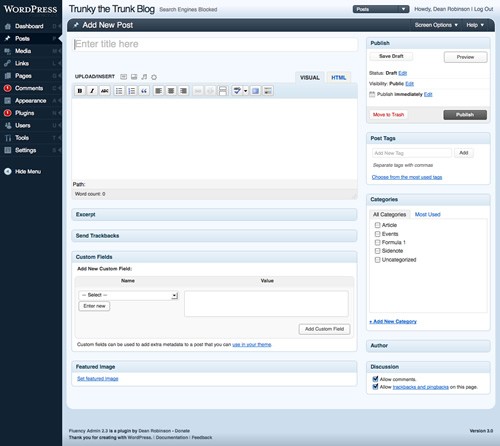 WORDPRESS
Trunky the Trunk Blog
Search Engines Blocked
Posts
Howdy, Dean Robinson | Log Out
Dashboard
Posts
Media
Links
Pages
Comments
Appearance
Plugins
Users
Tools
Settings
Hide Menu
Add New Post
Screen Options
Help
Enter title here
UPLOAD/INSERT
VISUAL
HTML
Path:
Word count: 0
Excerpt
Send Trackbacks
Custom Fields
Add New Custom Field:
Name
Value
— Select —
Enter new
Add Custom Field
Custom fields can be used to add extra metadata to a post that you can use in your theme.
Featured Image
Set featured image
Publish
Save Draft
Preview
Status: Draft Edit
Visibility: Public Edit
Publish immediately Edit
Move to Trash
Publish
Post Tags
Add New Tag
Add
Separate tags with commas
Choose from the most used tags
Categories
All Categories
Most Used
Article
Events
Formula 1
Sidenote
Uncategorized
+ Add New Category
Author
Discussion
Allow comments.
Allow trackbacks and pingbacks on this page.
Fluency Admin 2.3 is a plugin by Dean Robinson - Donate
Thank you for creating with WordPress. | Documentation | Feedback
Version 3.0